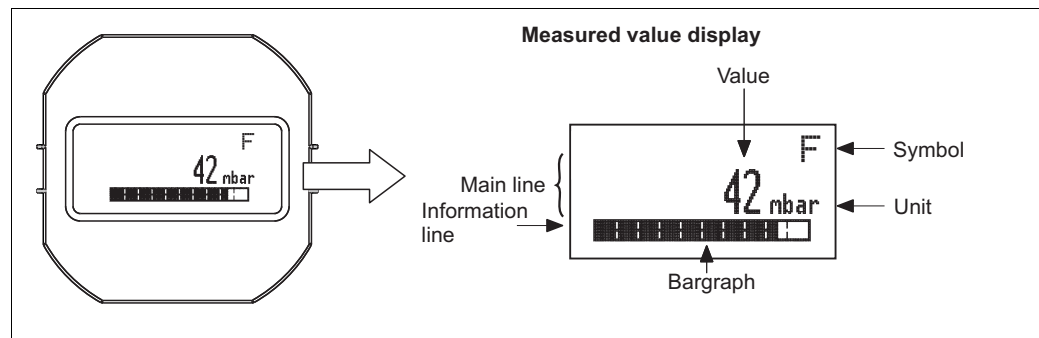 Measured value display
Value
F
Symbol
F
42 mbar
Main line
42 mbar
Unit
Information
line
Bargraph